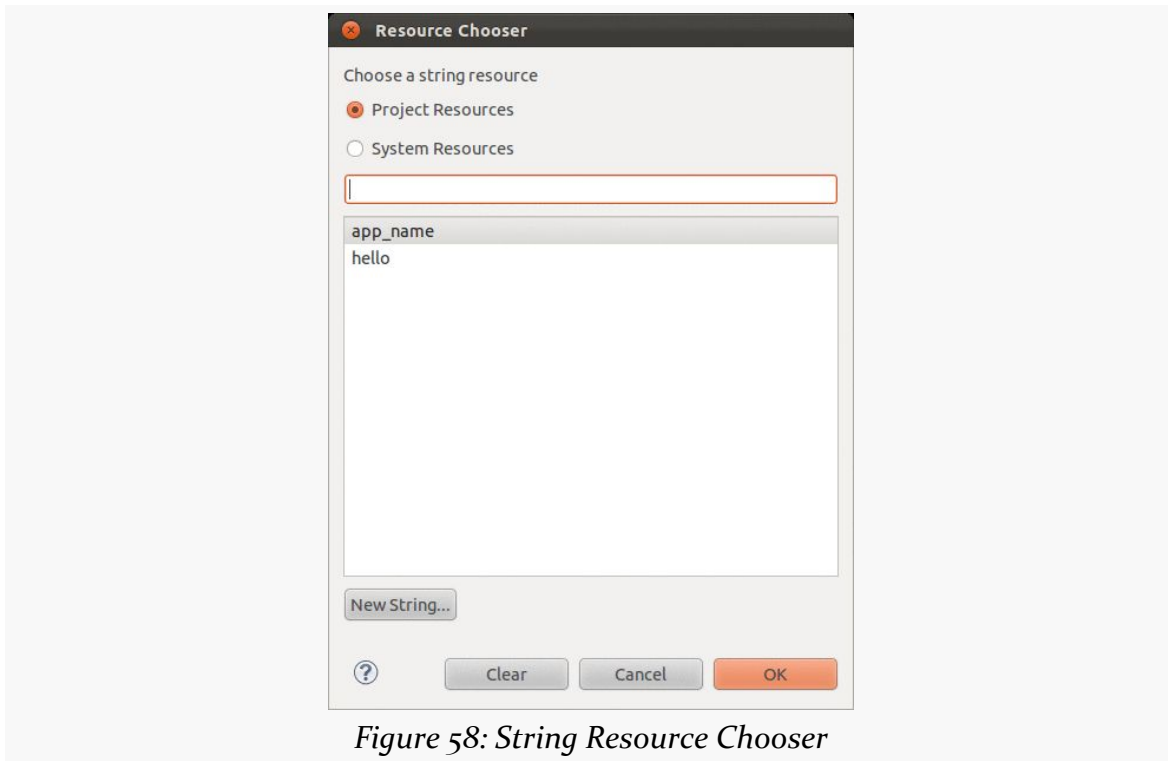 Resource Chooser
Choose a string resource
Project Resources
System Resources
app_name
hello
New String...
?
Clear Cancel OK
Figure 58: String Resource Chooser